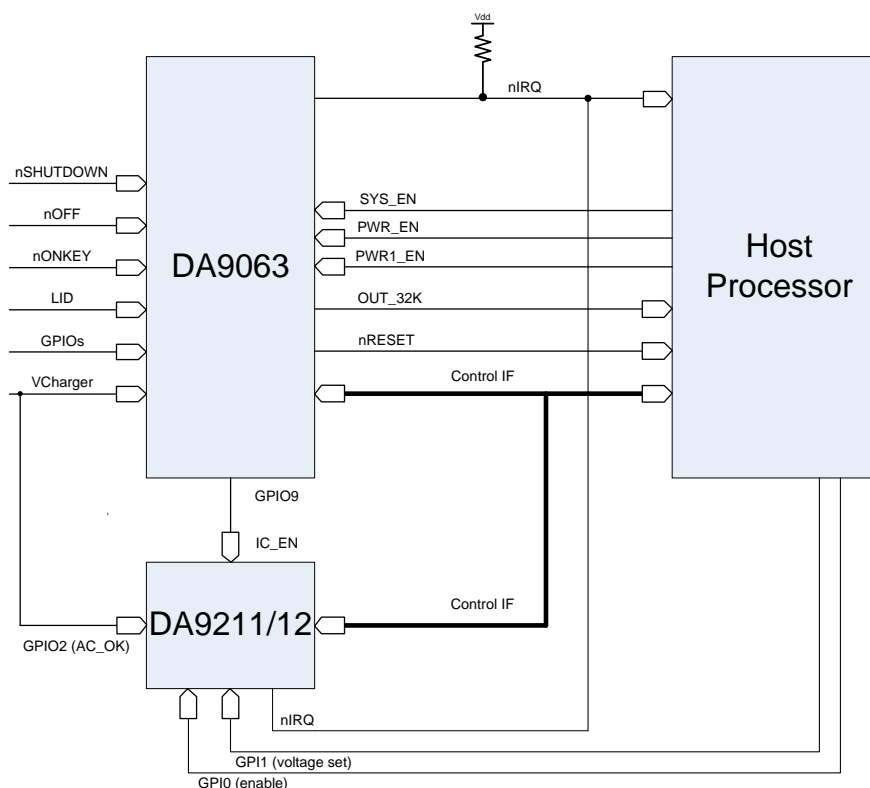 Vdd
nIRQ
nSHUTDOWN
nOFF
nONKEY
LID
GPIOs
VCharger
DA9063
SYS_EN
PWR_EN
PWR1_EN
OUT_32K
nRESET
Control IF
Host
Processor
GPIO9
IC_EN
DA9211/12
Control IF
GPIO2 (AC_OK)
nIRQ
GPI1 (voltage set)
GPI0 (enable)